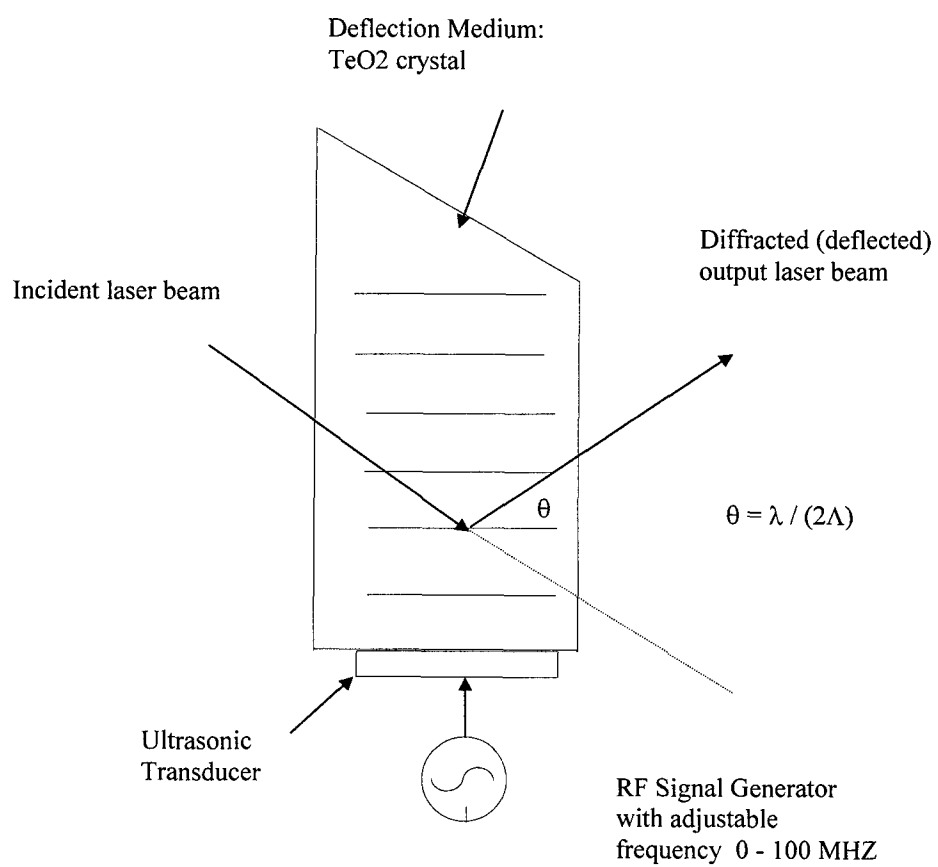 Deflection Medium:
TeO2 crystal
Diffracted (deflected)
output laser beam
Incident laser beam
θ
θ = λ / (2Λ)
Ultrasonic
Transducer
RF Signal Generator
with adjustable
frequency 0 - 100 MHZ